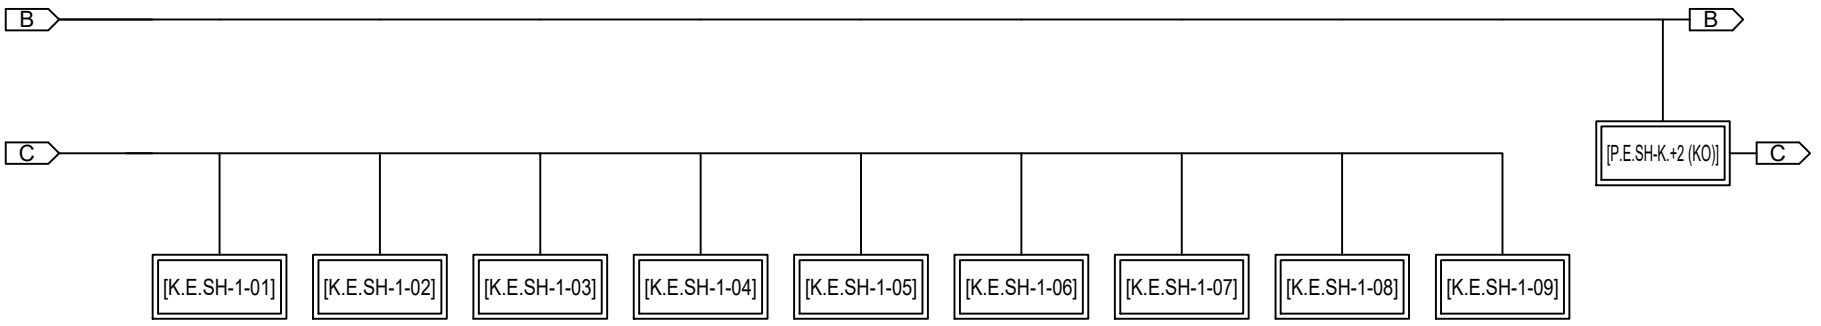 B
B
[P.E.SH-K.+2 (KO)]
C
C
[K.E.SH-1-01]
[K.E.SH-1-02]
[K.E.SH-1-03]
[K.E.SH-1-04]
[K.E.SH-1-05]
[K.E.SH-1-06]
[K.E.SH-1-07]
[K.E.SH-1-08]
[K.E.SH-1-09]